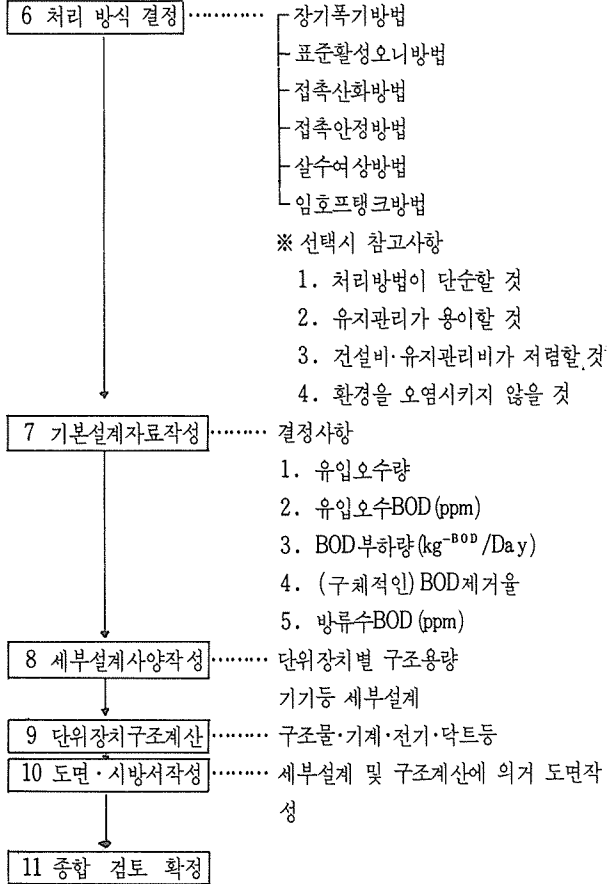 6 처리 방식 결정 ············ 장기폭기방법
표준활성오니방법
접촉산화방법
접촉안정방법
살수여상방법
임호프탱크방법
※ 선택시 참고사항
1. 처리방법이 단순할 것
2. 유지관리가 용이할 것
3. 건설비·유지관리비가 저렴할 것
4. 환경을 오염시키지 않을 것
7 기본설계자료작성 ········· 결정사항
1. 유입오수량
2. 유입오수BOD (ppm)
3. BOD부하량 (kg⁻ᴮᴼᴰ/Day)
4. (구체적인) BOD제거율
5. 방류수BOD (ppm)
8 세부설계사양작성 ········· 단위장치별 구조용량
기기등 세부설계
9 단위장치구조계산 ········· 구조물·기계·전기·닥트등
10 도면·시방서작성 ········· 세부설계 및 구조계산에 의거 도면작
성
11 종합 검토 확정